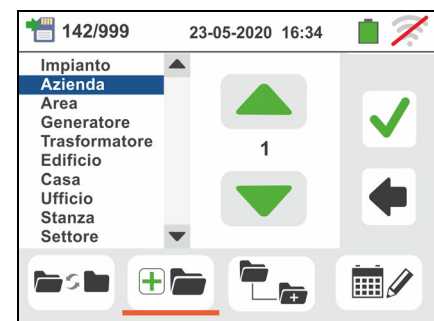 142/999 23-05-2020 16:34
Impianto
Azienda
Area
Generatore
Trasformatore
Edificio
Casa
Ufficio
Stanza
Settore
1